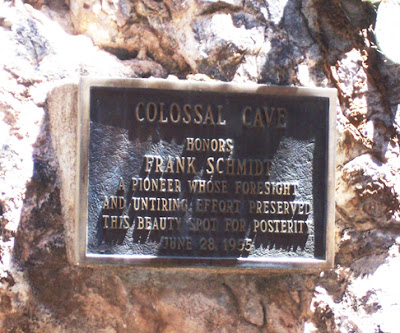 COLOSSAL CAVE
HONORS
FRANK SCHMIDT
A PIONEER WHOSE FORESIGHT
AND UNTIRING EFFORT PRESERVED
THIS BEAUTY SPOT FOR POSTERITY
JUNE 28, 1955